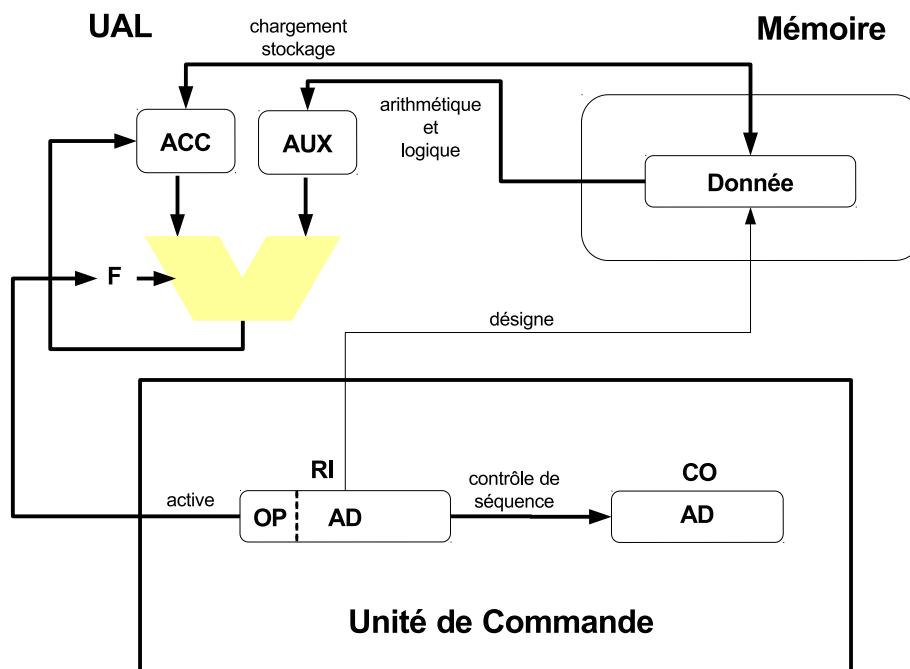 UAL
chargement
stockage
Mémoire
ACC
AUX
arithmétique
et
logique
Donnée
F
désigne
RI
contrôle de
séquence
CO
active
OP
AD
AD
Unité de Commande